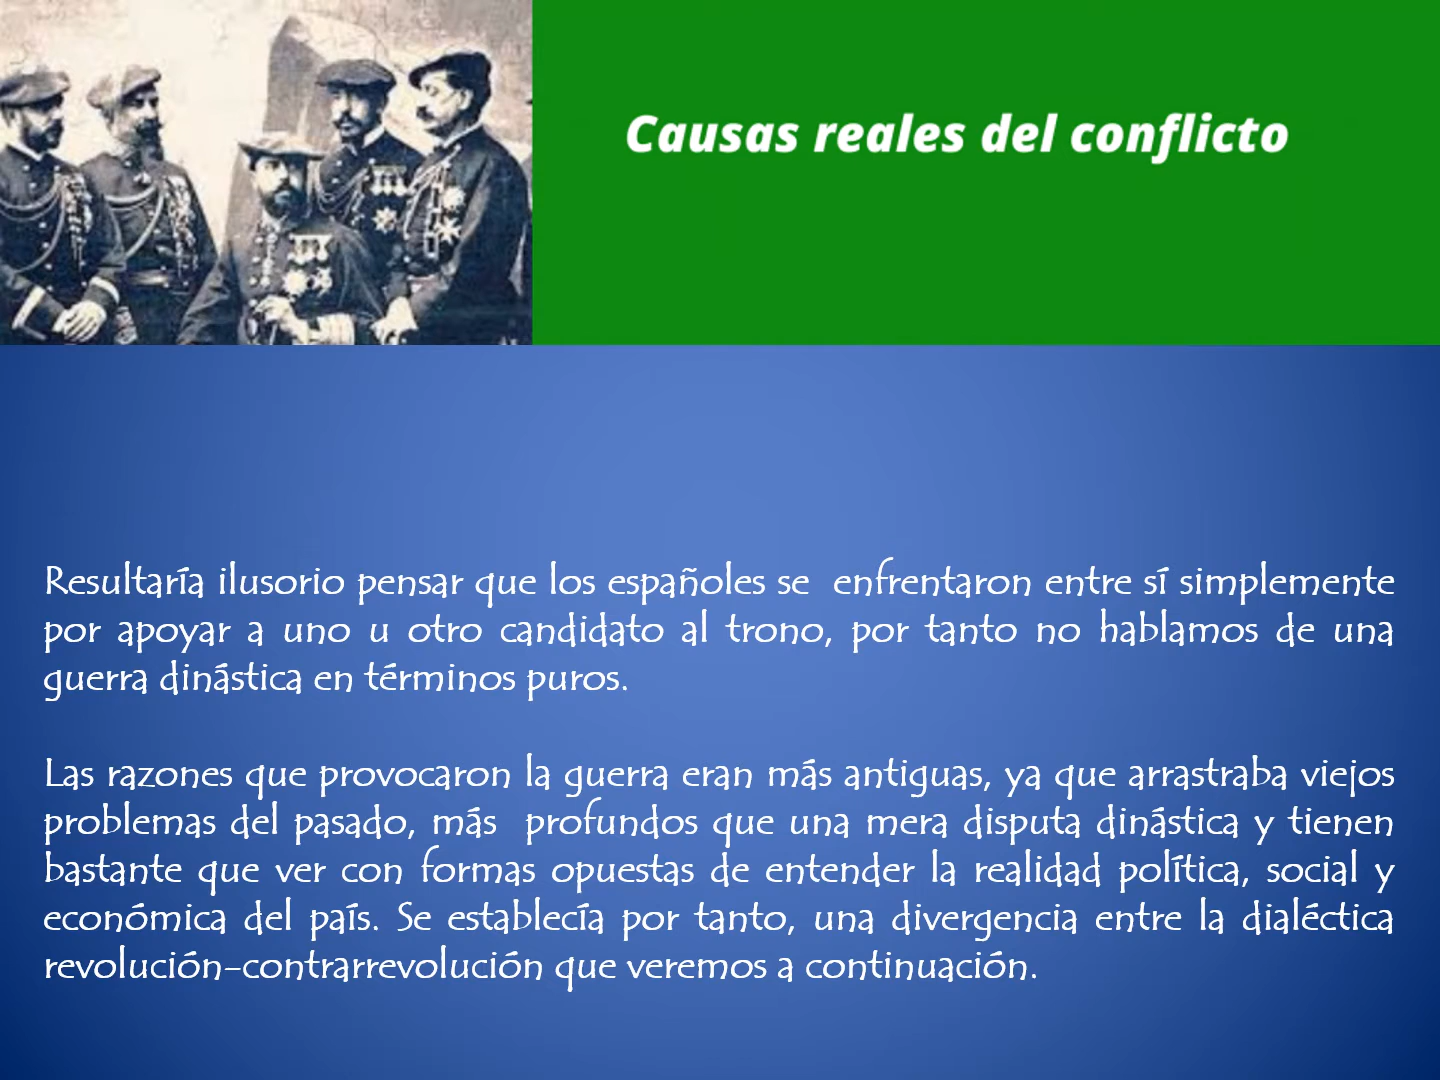 Causas reales del conflicto
Resultaría ilusorio pensar que los españoles se enfrentaron entre sí simplemente
por apoyar a uno u otro candidato al trono, por tanto no hablamos de una
guerra dinástica en términos puros.
Las razones que provocaron la guerra eran más antiguas, ya que arrastraba viejos
problemas del pasado, más profundos que una mera disputa dinástica y tienen
bastante que ver con formas opuestas de entender la realidad política, social y
económica del país. Se establecía por tanto, una divergencia entre la dialéctica
revolución-contrarrevolución que veremos a continuación.